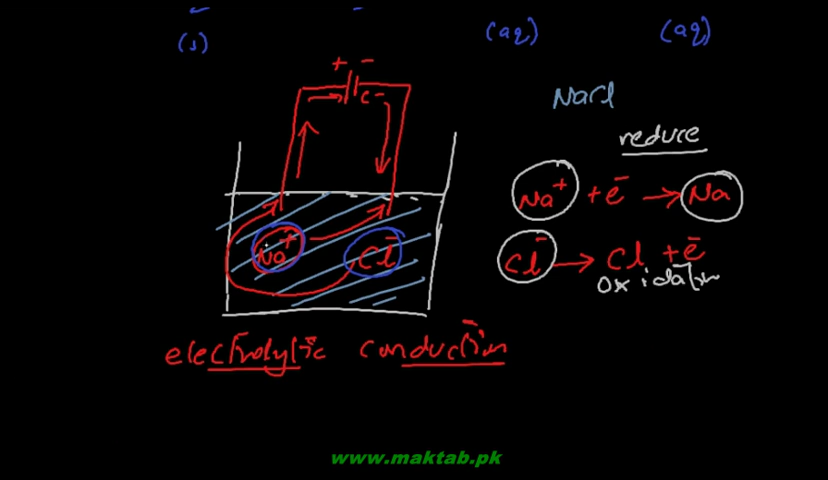 (s) (aq) (aq)
+ -
e-
NaCl
reduce
Na⁺ + e⁻ → Na
Na⁺ Cl⁻
Cl⁻ → Cl + e⁻
oxidation
electrolytic conduction
www.maktab.pk